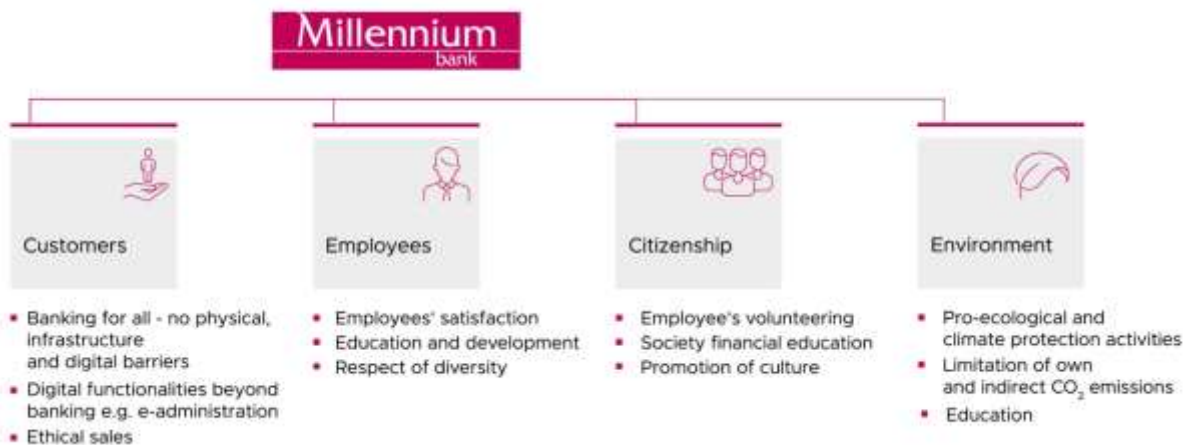 Millennium
bank
Customers
Employees
Citizenship
Environment
▪ Banking for all - no physical,
infrastructure
and digital barriers
▪ Digital functionalities beyond
banking e.g. e-administration
▪ Ethical sales
▪ Employees' satisfaction
▪ Education and development
▪ Respect of diversity
▪ Employee's volunteering
▪ Society financial education
▪ Promotion of culture
▪ Pro-ecological and
climate protection activities
▪ Limitation of own
and indirect CO₂ emissions
▪ Education